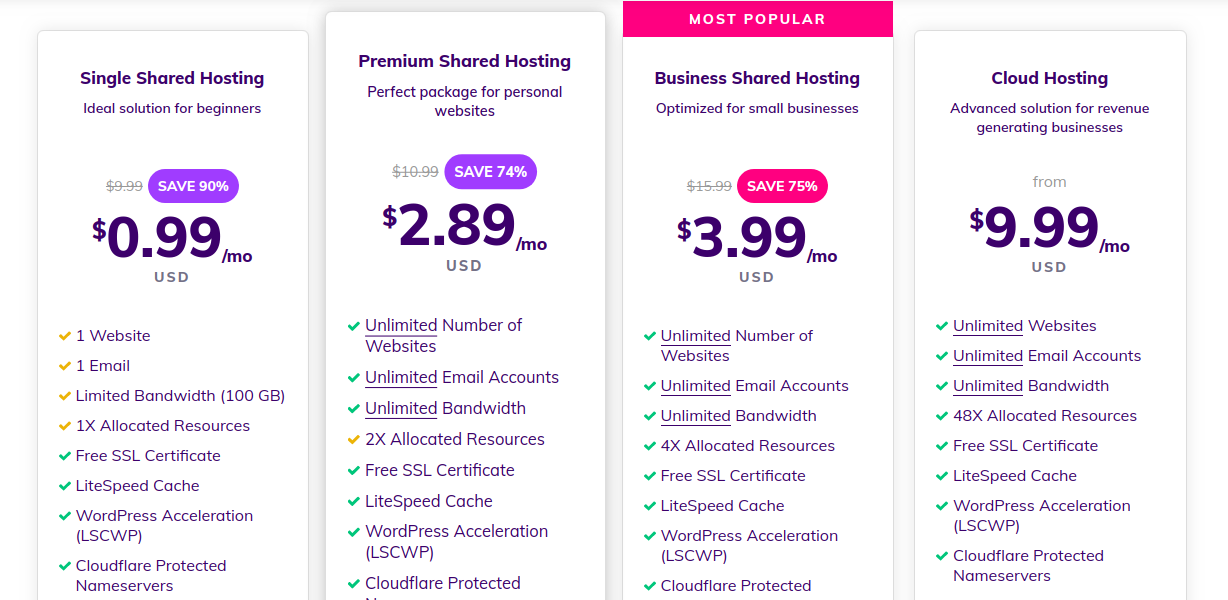 Single Shared Hosting
Ideal solution for beginners
$9.99 SAVE 90%
$0.99/mo
USD
1 Website
1 Email
Limited Bandwidth (100 GB)
1X Allocated Resources
Free SSL Certificate
LiteSpeed Cache
WordPress Acceleration
(LSCWP)
Cloudflare Protected
Nameservers
Premium Shared Hosting
Perfect package for personal
websites
$10.99 SAVE 74%
$2.89/mo
USD
Unlimited Number of
Websites
Unlimited Email Accounts
Unlimited Bandwidth
2X Allocated Resources
Free SSL Certificate
LiteSpeed Cache
WordPress Acceleration
(LSCWP)
Cloudflare Protected
MOST POPULAR
Business Shared Hosting
Optimized for small businesses
$15.99 SAVE 75%
$3.99/mo
USD
Unlimited Number of
Websites
Unlimited Email Accounts
Unlimited Bandwidth
4X Allocated Resources
Free SSL Certificate
LiteSpeed Cache
WordPress Acceleration
(LSCWP)
Cloudflare Protected
Cloud Hosting
Advanced solution for revenue
generating businesses
from
$9.99/mo
USD
Unlimited Websites
Unlimited Email Accounts
Unlimited Bandwidth
48X Allocated Resources
Free SSL Certificate
LiteSpeed Cache
WordPress Acceleration
(LSCWP)
Cloudflare Protected
Nameservers